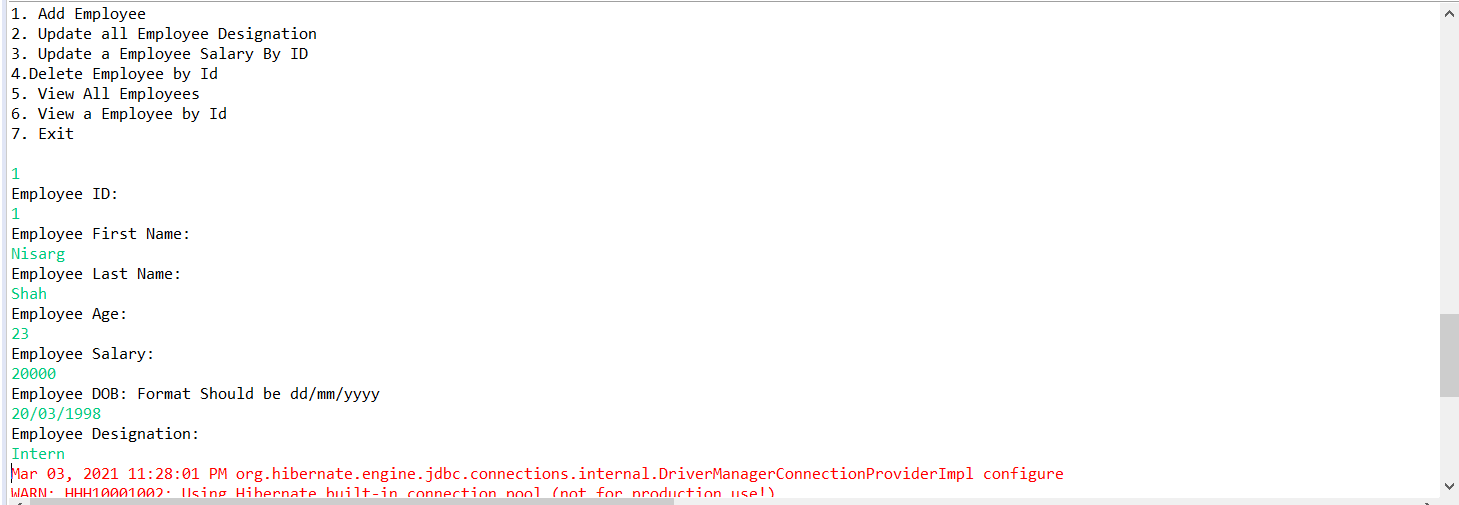 1. Add Employee
2. Update all Employee Designation
3. Update a Employee Salary By ID
4.Delete Employee by Id
5. View All Employees
6. View a Employee by Id
7. Exit
1
Employee ID:
1
Employee First Name:
Nisarg
Employee Last Name:
Shah
Employee Age:
23
Employee Salary:
20000
Employee DOB: Format Should be dd/mm/yyyy
20/03/1998
Employee Designation:
Intern
Mar 03, 2021 11:28:01 PM org.hibernate.engine.jdbc.connections.internal.DriverManagerConnectionProviderImpl configure
WARN: HHH10001002: Using Hibernate built-in connection pool (not for production use!)